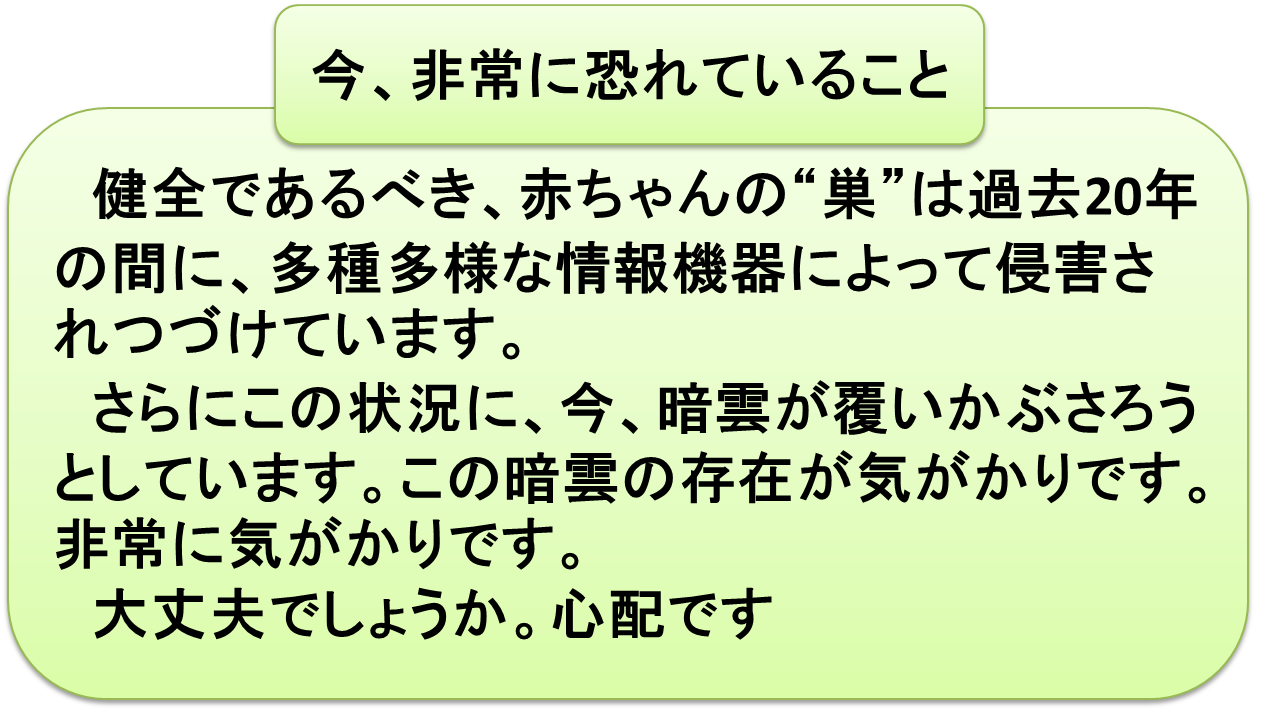 今、非常に恐れていること
健全であるべき、赤ちゃんの“巣”は過去20年
の間に、多種多様な情報機器によって侵害さ
れつづけています。
さらにこの状況に、今、暗雲が覆いかぶさろう
としています。この暗雲の存在が気がかりです。
非常に気がかりです。
大丈夫でしょうか。心配です